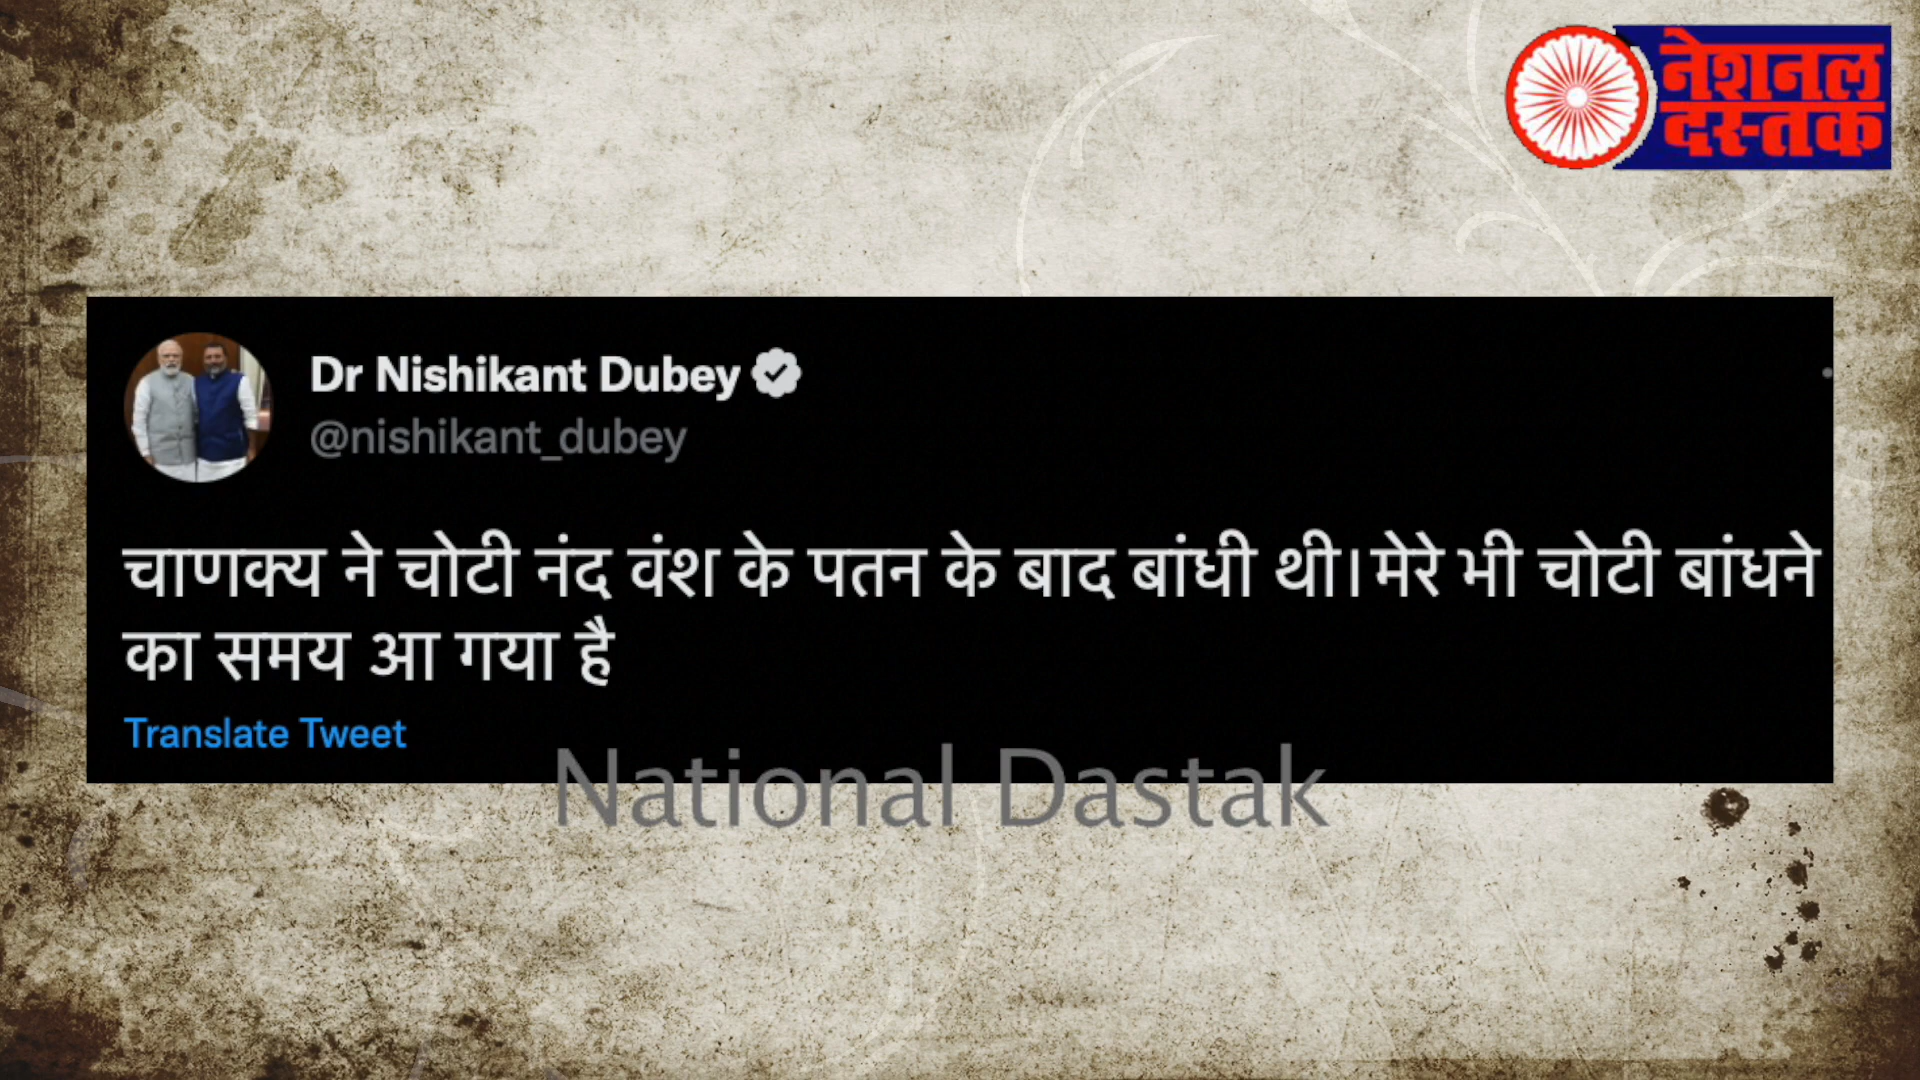 नेशनल
दस्तक
Dr Nishikant Dubey
@nishikant_dubey
चाणक्य ने चोटी नंद वंश के पतन के बाद बांधी थी।मेरे भी चोटी बांधने
का समय आ गया है
Translate Tweet
National Dastak